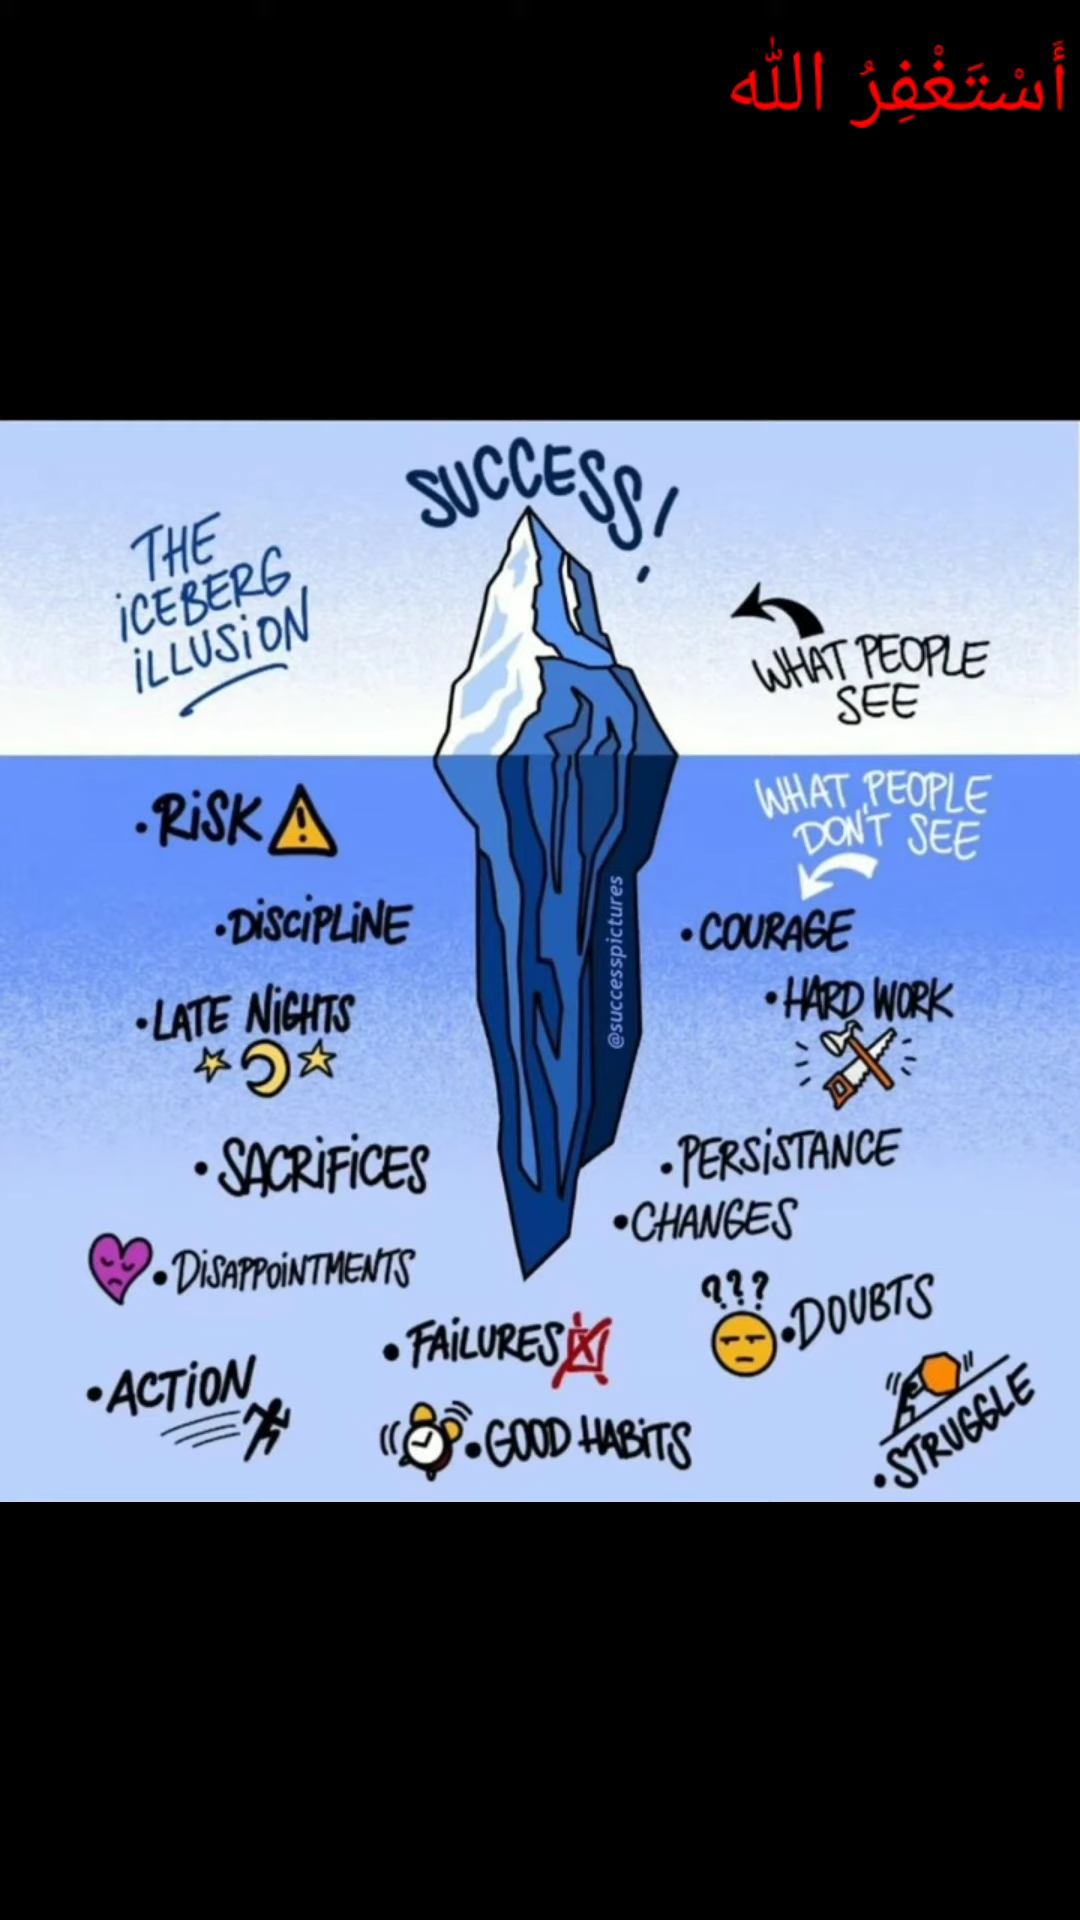 أَسْتَغْفِرُ اللّٰه
SUCCESS!
THE
iCEBERG
iLLUSiON
WHAT PEOPLE
SEE
WHAT PEOPLE
DON'T SEE
•RiSK
•DiSCiPLiNE
•LATE NiGHTS
• SACRiFiCES
•DiSAPPOiNTMENTS
•ACTiON
•COURAGE
•HARD WORK
•PERSiSTANCE
•CHANGES
•FAiLURES
???
•DOUBTS
•GOOD HABiTS
•STRUGGLE
@successpictures